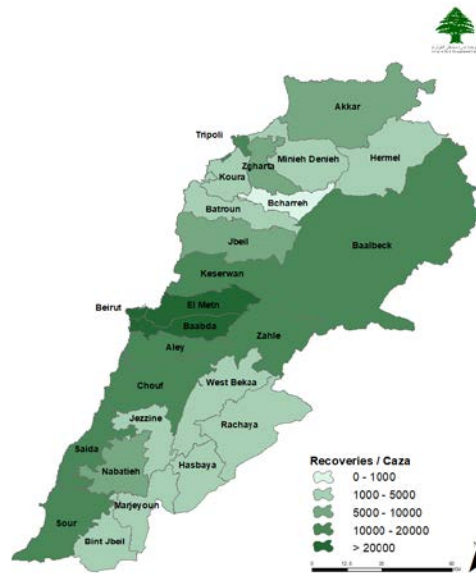 Akkar
Tripoli
Zgharta
Minieh Denieh
Hermel
Koura
Bcharreh
Batroun
Jbeil
Baalbeck
Keserwan
El Metn
Beirut
Baabda
Zahle
Aley
Chouf
West Bekaa
Jezzine
Rachaya
Saida
Hasbaya
Nabatieh
Marjeyoun
Sour
Bint Jbeil
Recoveries / Caza
0 - 1000
1000 - 5000
5000 - 10000
10000 - 20000
> 20000